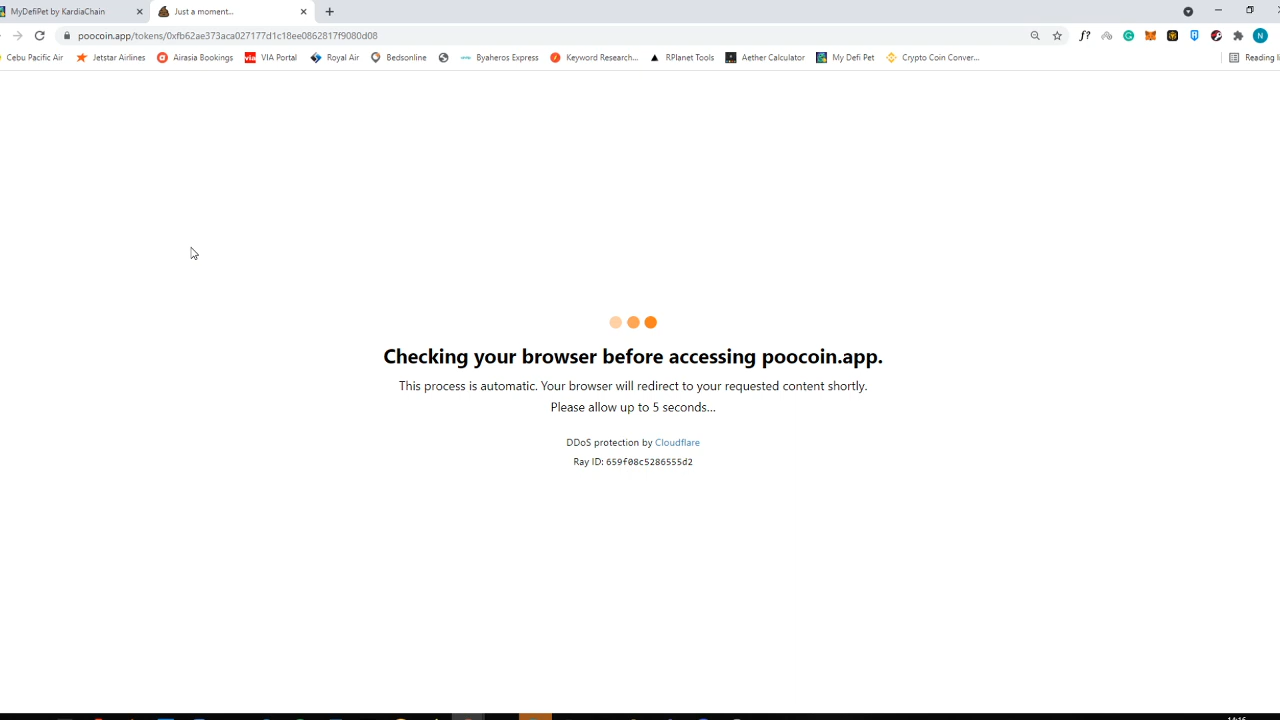 MyDefiPet by KardiaChain
Just a moment...
poocoin.app/tokens/0xfb62ae373aca027177d1c18ee0862817f9080d08
Cebu Pacific Air Jetstar Airlines Airasia Bookings VIA Portal Royal Air Bedsonline Byaheros Express Keyword Research... RPlanet Tools Aether Calculator My Defi Pet Crypto Coin Conver... Reading li
Checking your browser before accessing poocoin.app.
This process is automatic. Your browser will redirect to your requested content shortly.
Please allow up to 5 seconds...
DDoS protection by Cloudflare
Ray ID: 659f08c5286555d2